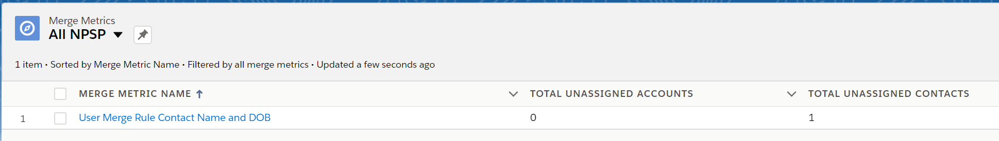 Merge Metrics
All NPSP
1 item • Sorted by Merge Metric Name • Filtered by all merge metrics • Updated a few seconds ago
MERGE METRIC NAME TOTAL UNASSIGNED ACCOUNTS TOTAL UNASSIGNED CONTACTS
1 User Merge Rule Contact Name and DOB 0 1